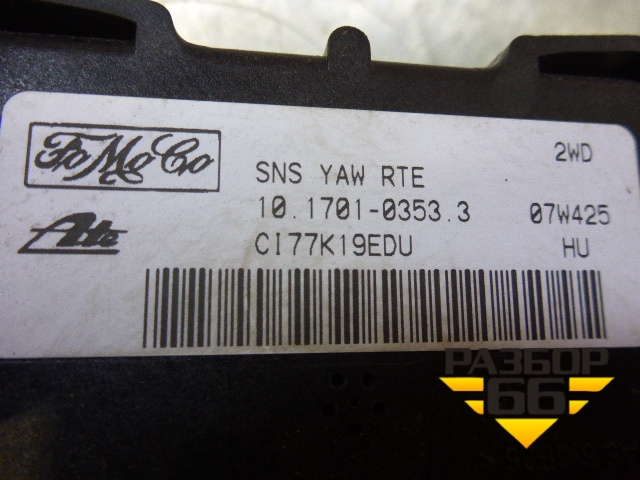 FoMoCo
2WD
SNS YAW RTE
Ate
10.1701-0353.3 07W425
CI77K19EDU HU
РАЗБОР
66